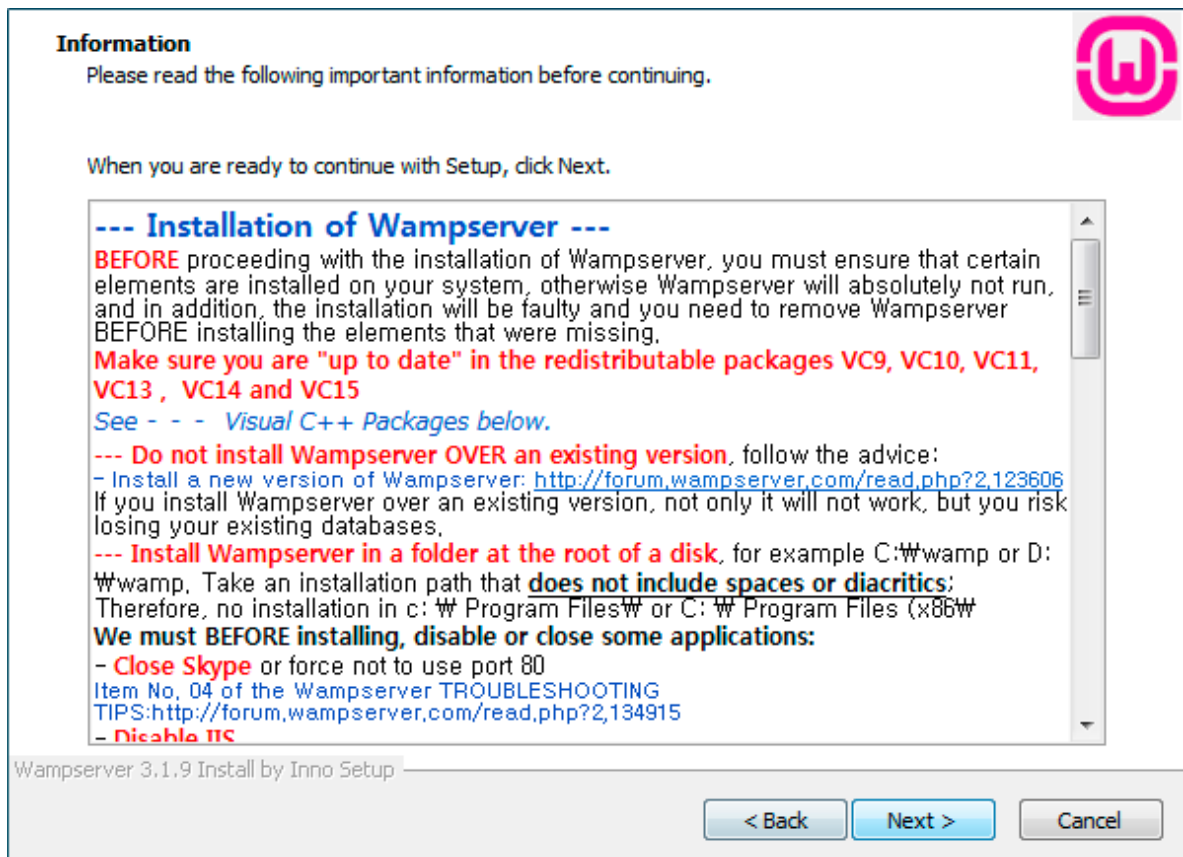 Information
Please read the following important information before continuing.
When you are ready to continue with Setup, click Next.
--- Installation of Wampserver ---
BEFORE proceeding with the installation of Wampserver, you must ensure that certain
elements are installed on your system, otherwise Wampserver will absolutely not run,
and in addition, the installation will be faulty and you need to remove Wampserver
BEFORE installing the elements that were missing.
Make sure you are "up to date" in the redistributable packages VC9, VC10, VC11,
VC13 ,  VC14 and VC15
See - - -  Visual C++ Packages below.
--- Do not install Wampserver OVER an existing version, follow the advice:
- Install a new version of Wampserver: http://forum.wampserver.com/read.php?2,123606
If you install Wampserver over an existing version, not only it will not work, but you risk
losing your existing databases.
--- Install Wampserver in a folder at the root of a disk, for example C:₩wamp or D:
₩wamp. Take an installation path that does not include spaces or diacritics;
Therefore, no installation in c: ₩ Program Files₩ or C: ₩ Program Files (x86₩
We must BEFORE installing, disable or close some applications:
- Close Skype or force not to use port 80
Item No. 04 of the Wampserver TROUBLESHOOTING
TIPS:http://forum.wampserver.com/read.php?2,134915
- Disable IIS
Wampserver 3.1.9 Install by Inno Setup
< Back
Next >
Cancel